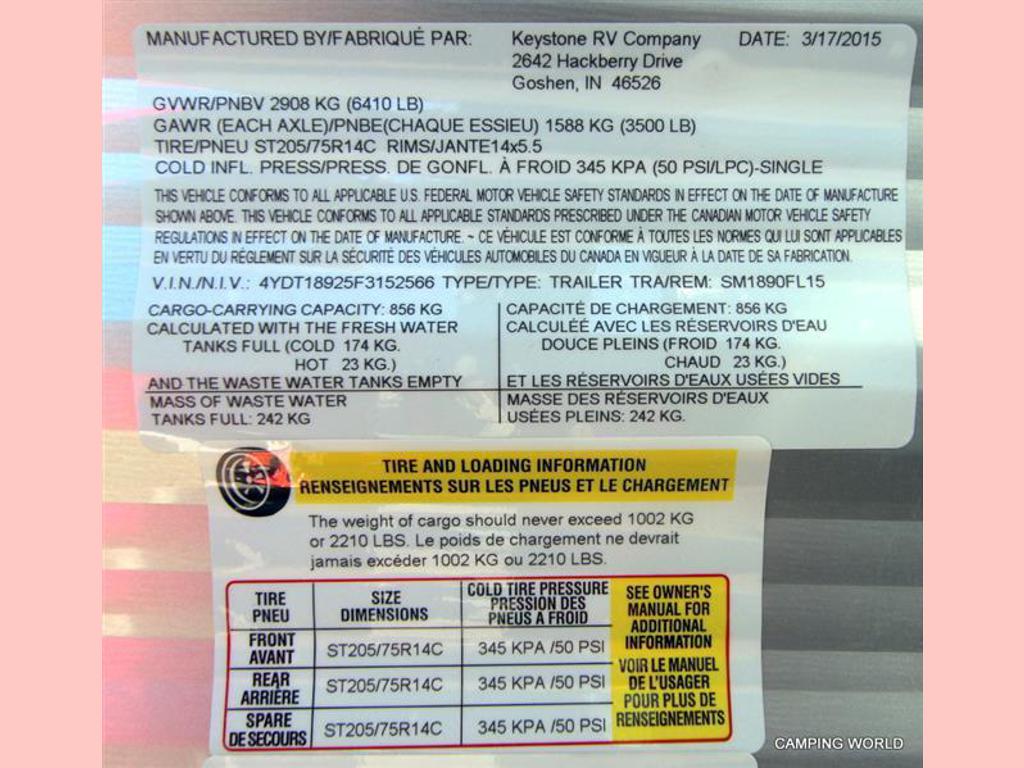 MANUFACTURED BY/FABRIQUÉ PAR: Keystone RV Company DATE: 3/17/2015
2642 Hackberry Drive
Goshen, IN 46526
GVWR/PNBV 2908 KG (6410 LB)
GAWR (EACH AXLE)/PNBE(CHAQUE ESSIEU) 1588 KG (3500 LB)
TIRE/PNEU ST205/75R14C RIMS/JANTE14x5.5
COLD INFL. PRESS/PRESS. DE GONFL. À FROID 345 KPA (50 PSI/LPC)-SINGLE
THIS VEHICLE CONFORMS TO ALL APPLICABLE U.S. FEDERAL MOTOR VEHICLE SAFETY STANDARDS IN EFFECT ON THE DATE OF MANUFACTURE
SHOWN ABOVE. THIS VEHICLE CONFORMS TO ALL APPLICABLE STANDARDS PRESCRIBED UNDER THE CANADIAN MOTOR VEHICLE SAFETY
REGULATIONS IN EFFECT ON THE DATE OF MANUFACTURE. ~ CE VÉHICULE EST CONFORME À TOUTES LES NORMES QUI LUI SONT APPLICABLES
EN VERTU DU RÉGLEMENT SUR LA SÉCURITÉ DES VÉHICULES AUTOMOBILES DU CANADA EN VIGUEUR À LA DATE DE SA FABRICATION.
V.I.N./N.I.V.: 4YDT18925F3152566 TYPE/TYPE: TRAILER TRA/REM: SM1890FL15
CARGO-CARRYING CAPACITY: 856 KG
CALCULATED WITH THE FRESH WATER
TANKS FULL (COLD 174 KG.
HOT 23 KG.)
AND THE WASTE WATER TANKS EMPTY
MASS OF WASTE WATER
TANKS FULL: 242 KG
CAPACITÉ DE CHARGEMENT: 856 KG
CALCULÉE AVEC LES RÉSERVOIRS D'EAU
DOUCE PLEINS (FROID 174 KG.
CHAUD 23 KG.)
ET LES RÉSERVOIRS D'EAUX USÉES VIDES
MASSE DES RÉSERVOIRS D'EAUX
USÉES PLEINS: 242 KG.
TIRE AND LOADING INFORMATION
RENSEIGNEMENTS SUR LES PNEUS ET LE CHARGEMENT
The weight of cargo should never exceed 1002 KG
or 2210 LBS. Le poids de chargement ne devrait
jamais excéder 1002 KG ou 2210 LBS.
TIRE
PNEU
SIZE
DIMENSIONS
COLD TIRE PRESSURE
PRESSION DES
PNEUS A FROID
FRONT
AVANT
ST205/75R14C
345 KPA /50 PSI
REAR
ARRIÈRE
ST205/75R14C
345 KPA /50 PSI
SPARE
DE SECOURS
ST205/75R14C
345 KPA /50 PSI
SEE OWNER'S
MANUAL FOR
ADDITIONAL
INFORMATION
VOIR LE MANUEL
DE L'USAGER
POUR PLUS DE
RENSEIGNEMENTS
CAMPING WORLD